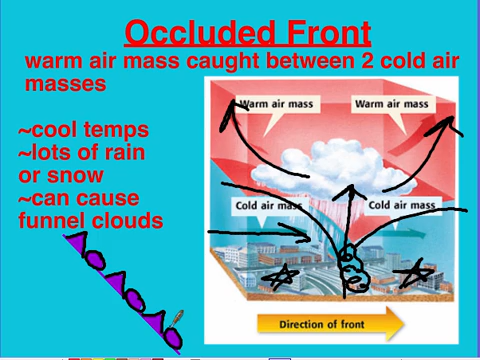 Occluded Front
warm air mass caught between 2 cold air
masses
~cool temps
~lots of rain
or snow
~can cause
funnel clouds
Warm air mass
Warm air mass
Cold air mass
Cold air mass
Direction of front